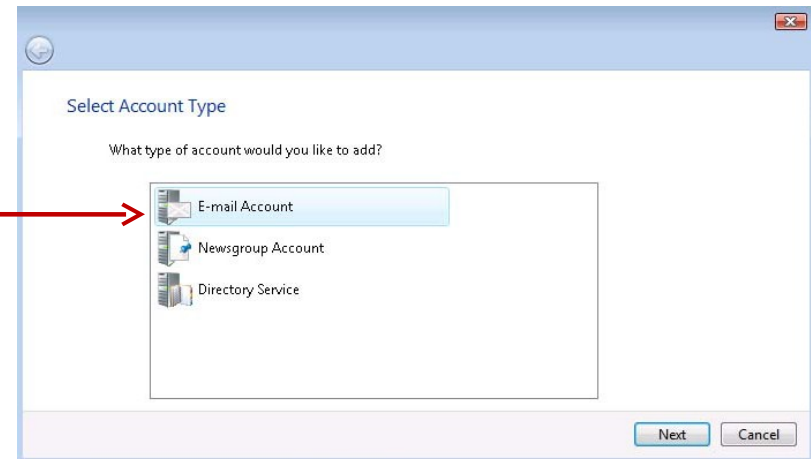 Select Account Type
What type of account would you like to add?
E-mail Account
Newsgroup Account
Directory Service
Next Cancel